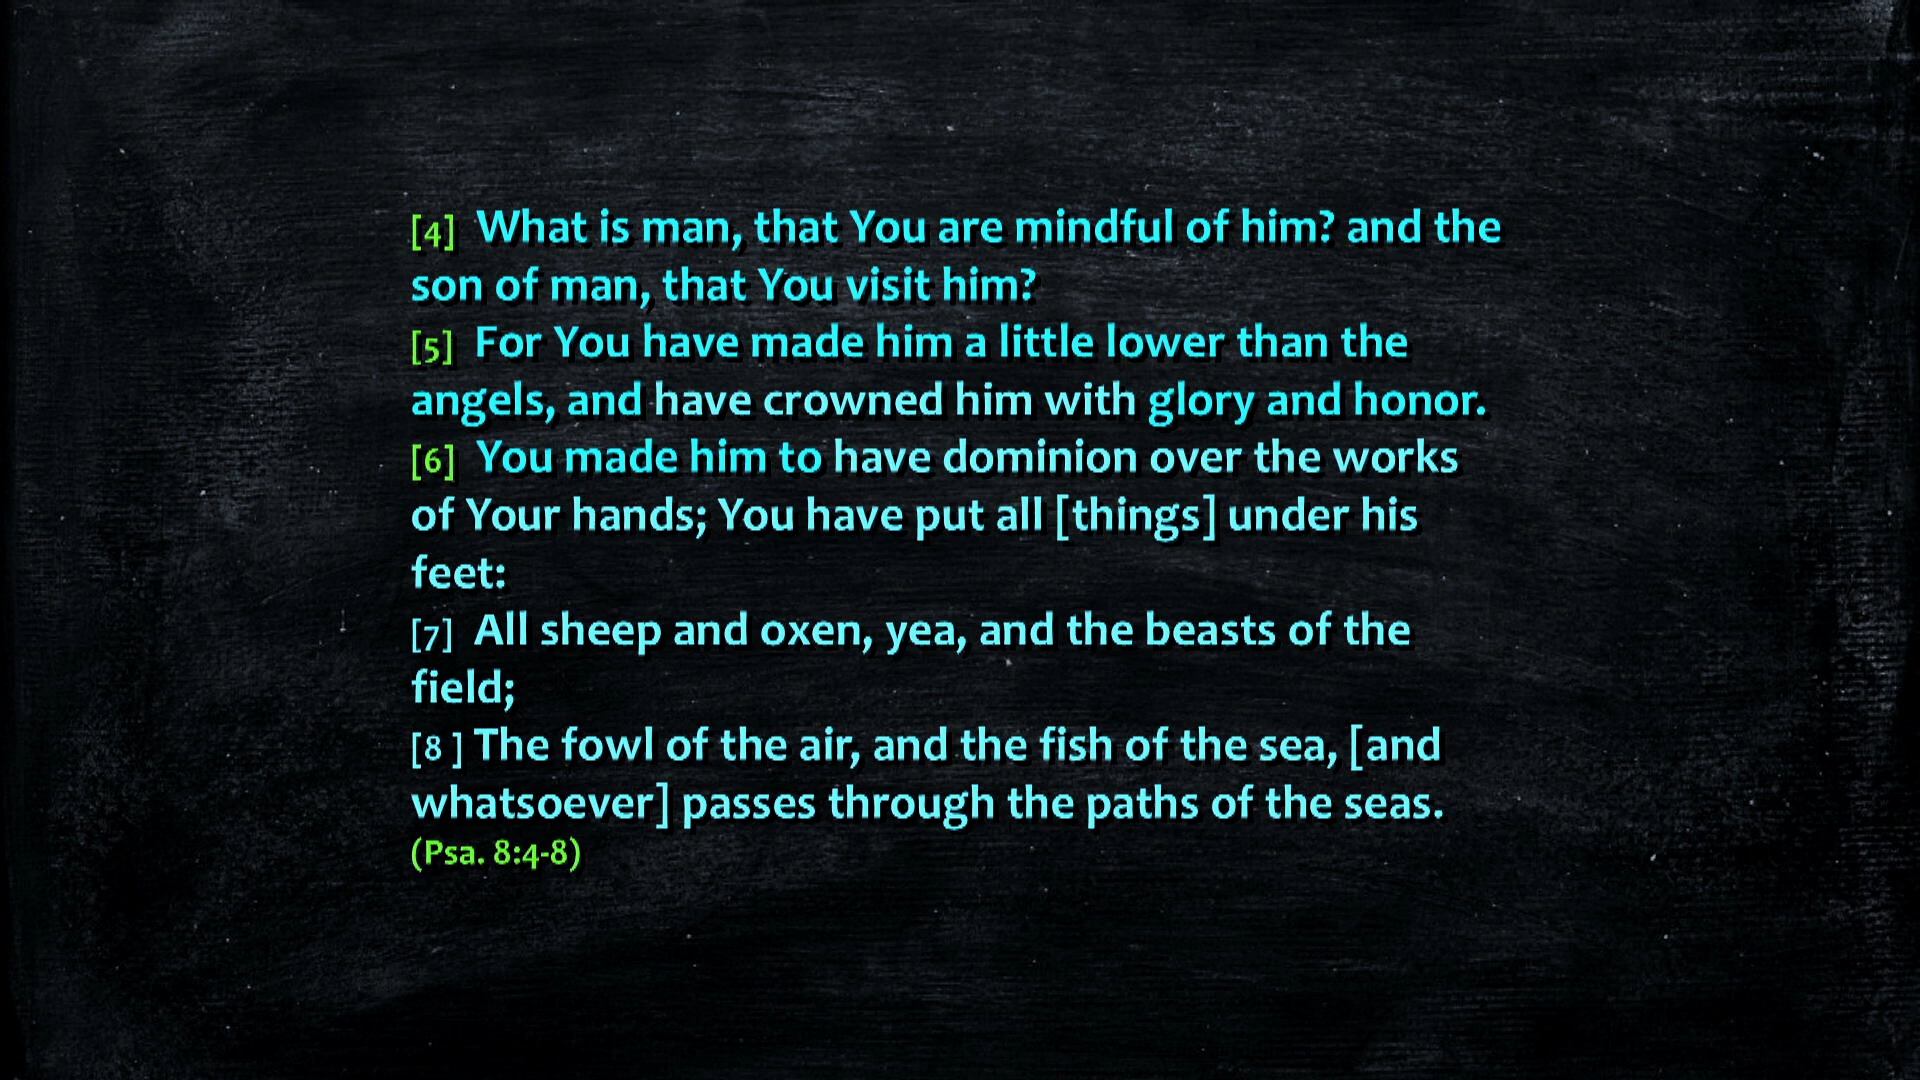 [4] What is man, that You are mindful of him? and the
son of man, that You visit him?
[5] For You have made him a little lower than the
angels, and have crowned him with glory and honor.
[6] You made him to have dominion over the works
of Your hands; You have put all [things] under his
feet:
[7] All sheep and oxen, yea, and the beasts of the
field;
[8 ] The fowl of the air, and the fish of the sea, [and
whatsoever] passes through the paths of the seas.
(Psa. 8:4-8)